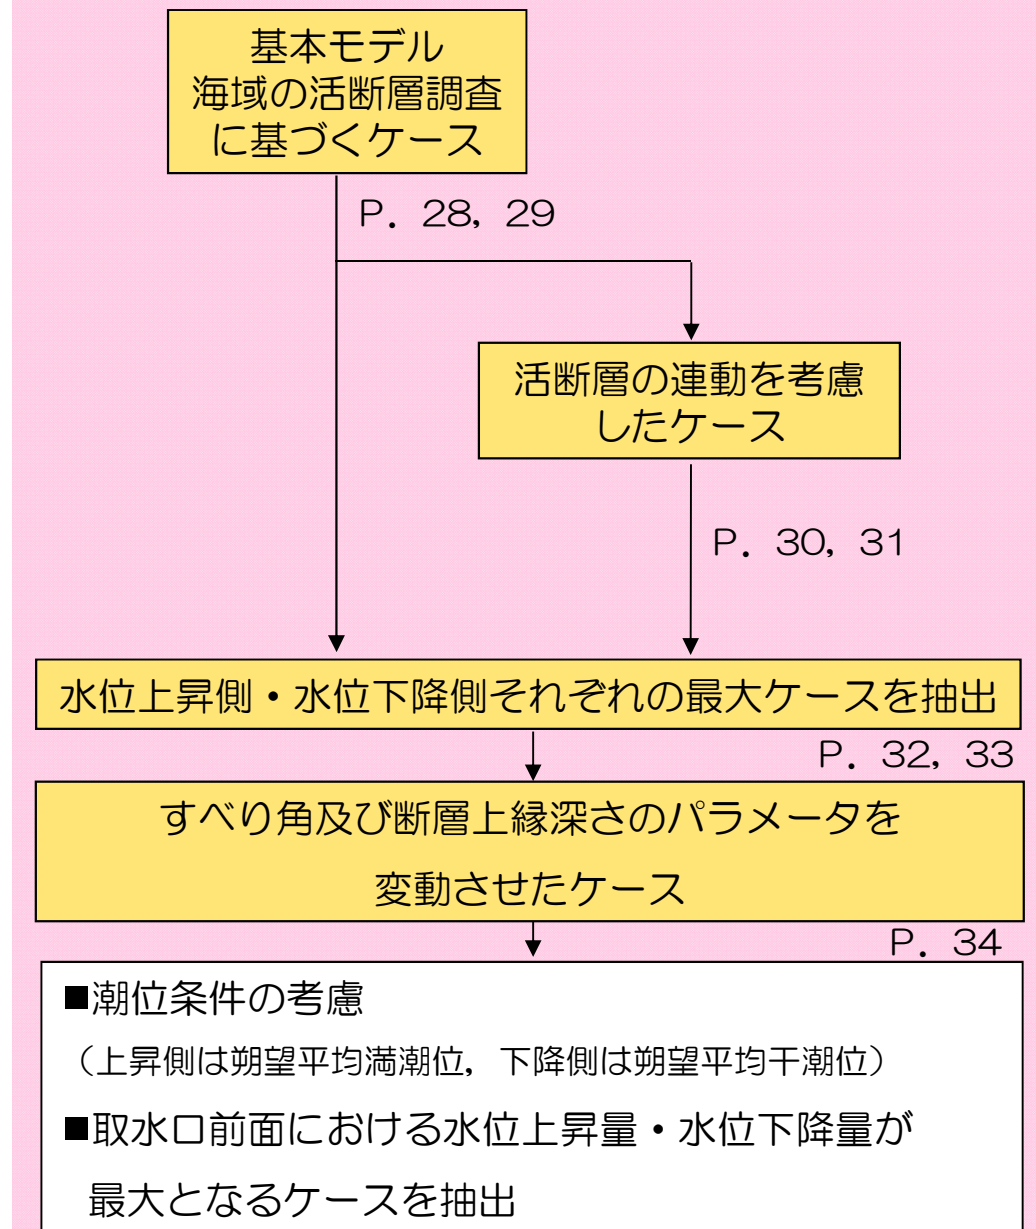 基本モデル
海域の活断層調査
に基づくケース
P. 28, 29
活断層の連動を考慮
したケース
P. 30, 31
水位上昇側・水位下降側それぞれの最大ケースを抽出
P. 32, 33
すべり角及び断層上縁深さのパラメータを
変動させたケース
P. 34
■潮位条件の考慮
（上昇側は朔望平均満潮位, 下降側は朔望平均干潮位）
■取水口前面における水位上昇量・水位下降量が
最大となるケースを抽出